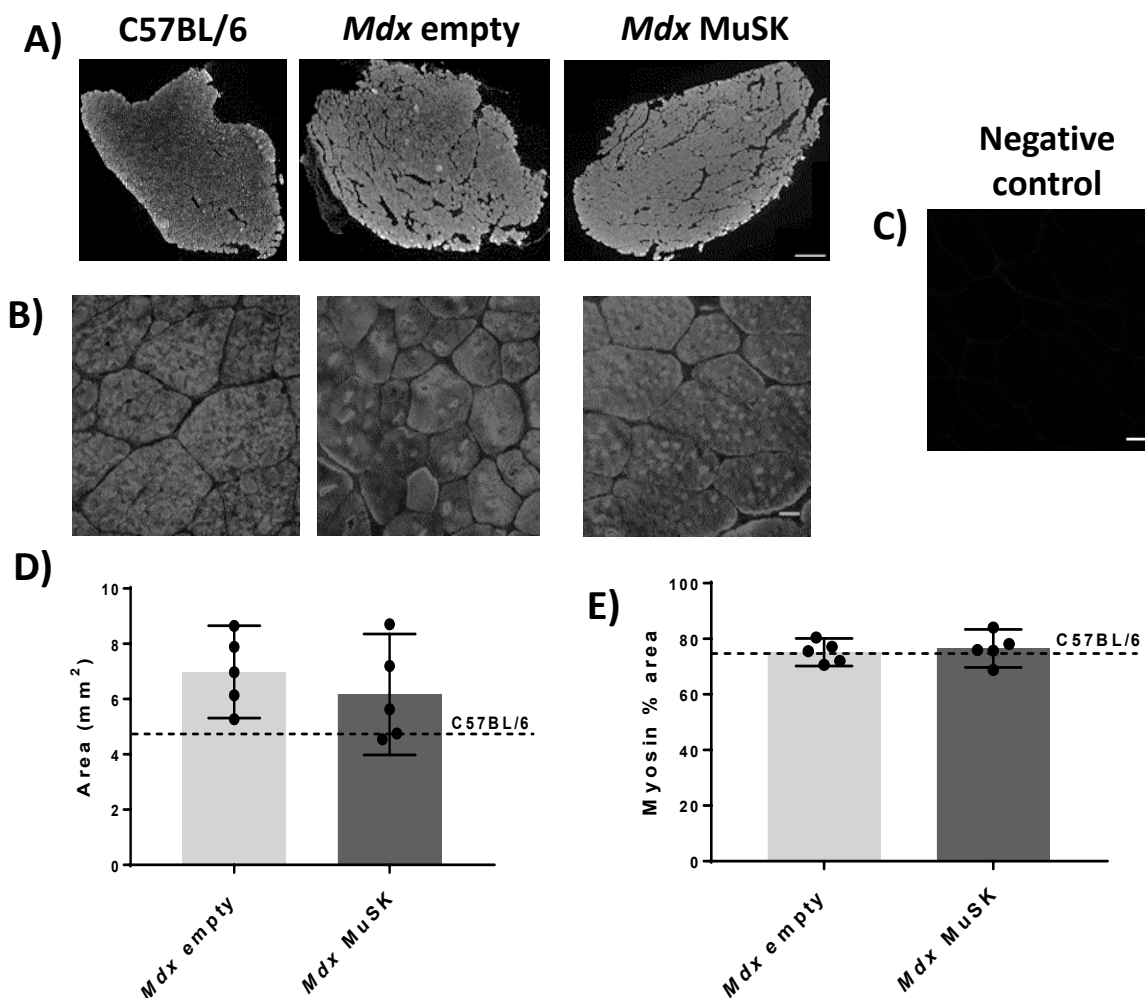 A)
C57BL/6
Mdx empty
Mdx MuSK
Negative
control
C)
B)
D)
Area (mm²)
10
8
6
4
2
0
C57BL/6
Mdx empty
Mdx MuSK
E)
Myosin % area
100
80
60
40
20
0
C57BL/6
Mdx empty
Mdx MuSK